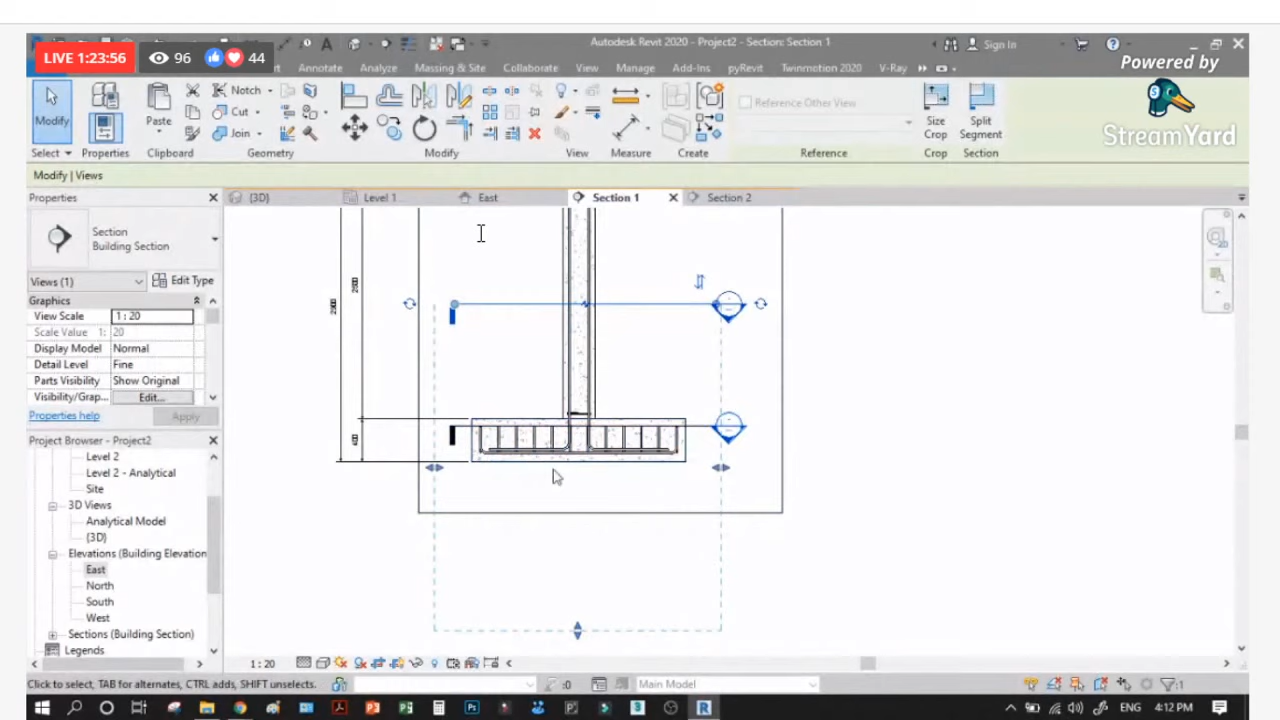 LIVE 1:23:56 96 44
Autodesk Revit 2020 - Project2 - Section: Section 1
Sign In
Powered by
StreamYard
Annotate Analyze Massing & Site Collaborate View Manage Add-Ins pyRevit Twinmotion 2020 V-Ray
Modify
Paste
Notch
Cut
Join
Reference Other View
Size
Crop
Split
Segment
Select Properties Clipboard Geometry Modify View Measure Create Reference Crop Section
Modify | Views
Properties
{3D} Level 1 East Section 1 Section 2
Section
Building Section
Views (1) Edit Type
Graphics
View Scale 1 : 20
Scale Value 1: 20
Display Model Normal
Detail Level Fine
Parts Visibility Show Original
Visibility/Grap... Edit...
Properties help Apply
Project Browser - Project2
Level 2
Level 2 - Analytical
Site
3D Views
Analytical Model
{3D}
Elevations (Building Elevation
East
North
South
West
Sections (Building Section)
Legends
1 : 20
Click to select, TAB for alternates, CTRL adds, SHIFT unselects.
:0
Main Model
:1
ENG 4:12 PM